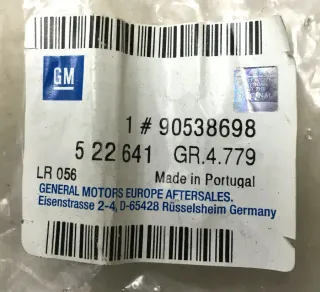 GM
1 # 90538698
5 22 641 GR.4.779
LR 056 Made in Portugal
GENERAL MOTORS EUROPE AFTERSALES.
Eisenstrasse 2-4, D-65428 Rüsselsheim Germany